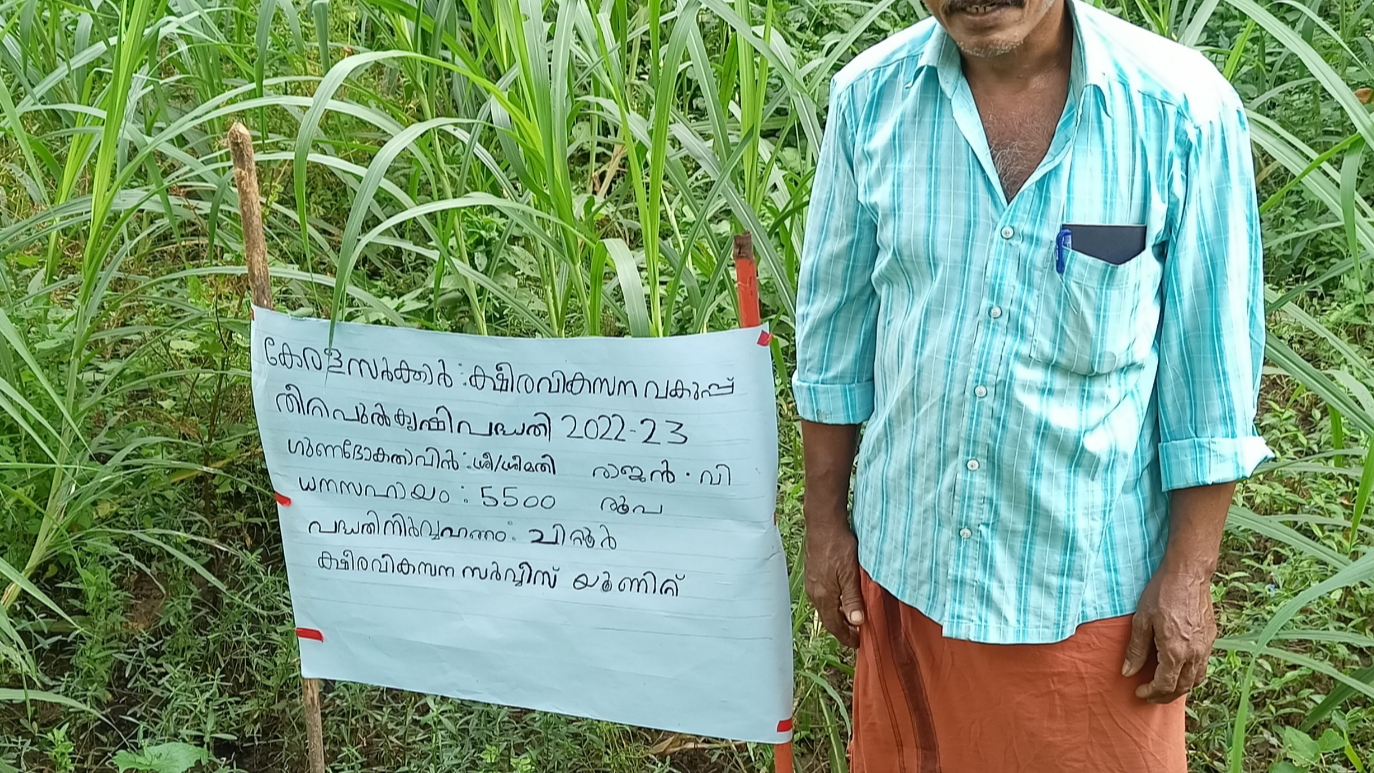 കേരളസർക്കാർ : ക്ഷീരവികസന വകുപ്പ്
തീറ്റപുൽകൃഷി പദ്ധതി 2022-23
ഗുണഭോക്താവിൻ : ശ്രീ/ശ്രീമതി രാജൻ . വി
ധനസഹായം : 5500 രൂപ
പദ്ധതിനിർവ്വഹണം : ചിറ്റൂർ
ക്ഷീരവികസന സർവ്വീസ് യൂണിറ്റ്